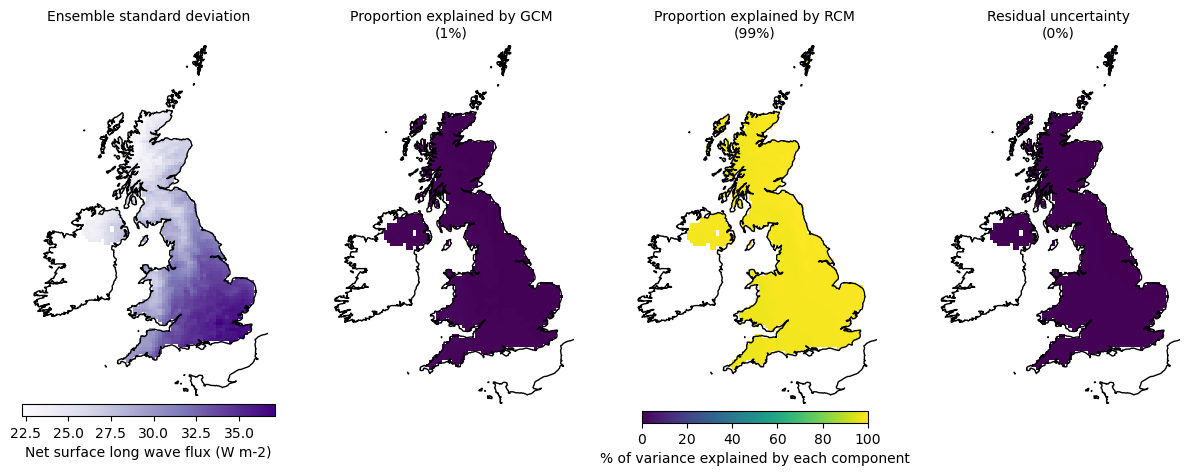 Ensemble standard deviation
Proportion explained by GCM
(1%)
Proportion explained by RCM
(99%)
Residual uncertainty
(0%)
22.5 25.0 27.5 30.0 32.5 35.0
Net surface long wave flux (W m-2)
0 20 40 60 80 100
% of variance explained by each component